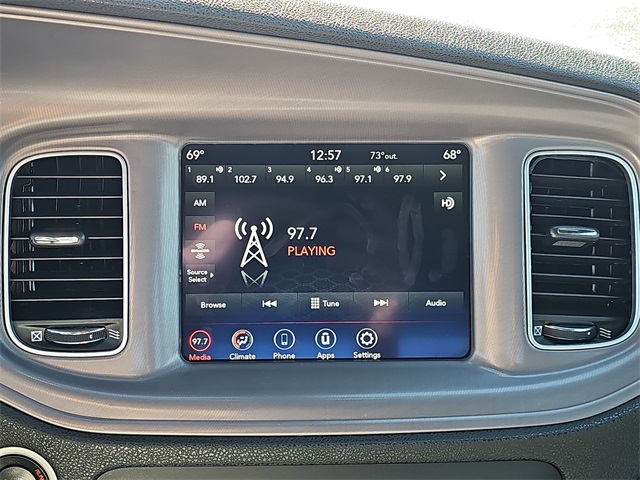 69° 12:57 73°out. 68°
1 2 3 4 5 6
89.1 102.7 94.9 96.3 97.1 97.9
AM
FM
97.7
PLAYING
Source
Select
Browse Tune Audio
97.7
Media Climate Phone Apps Settings